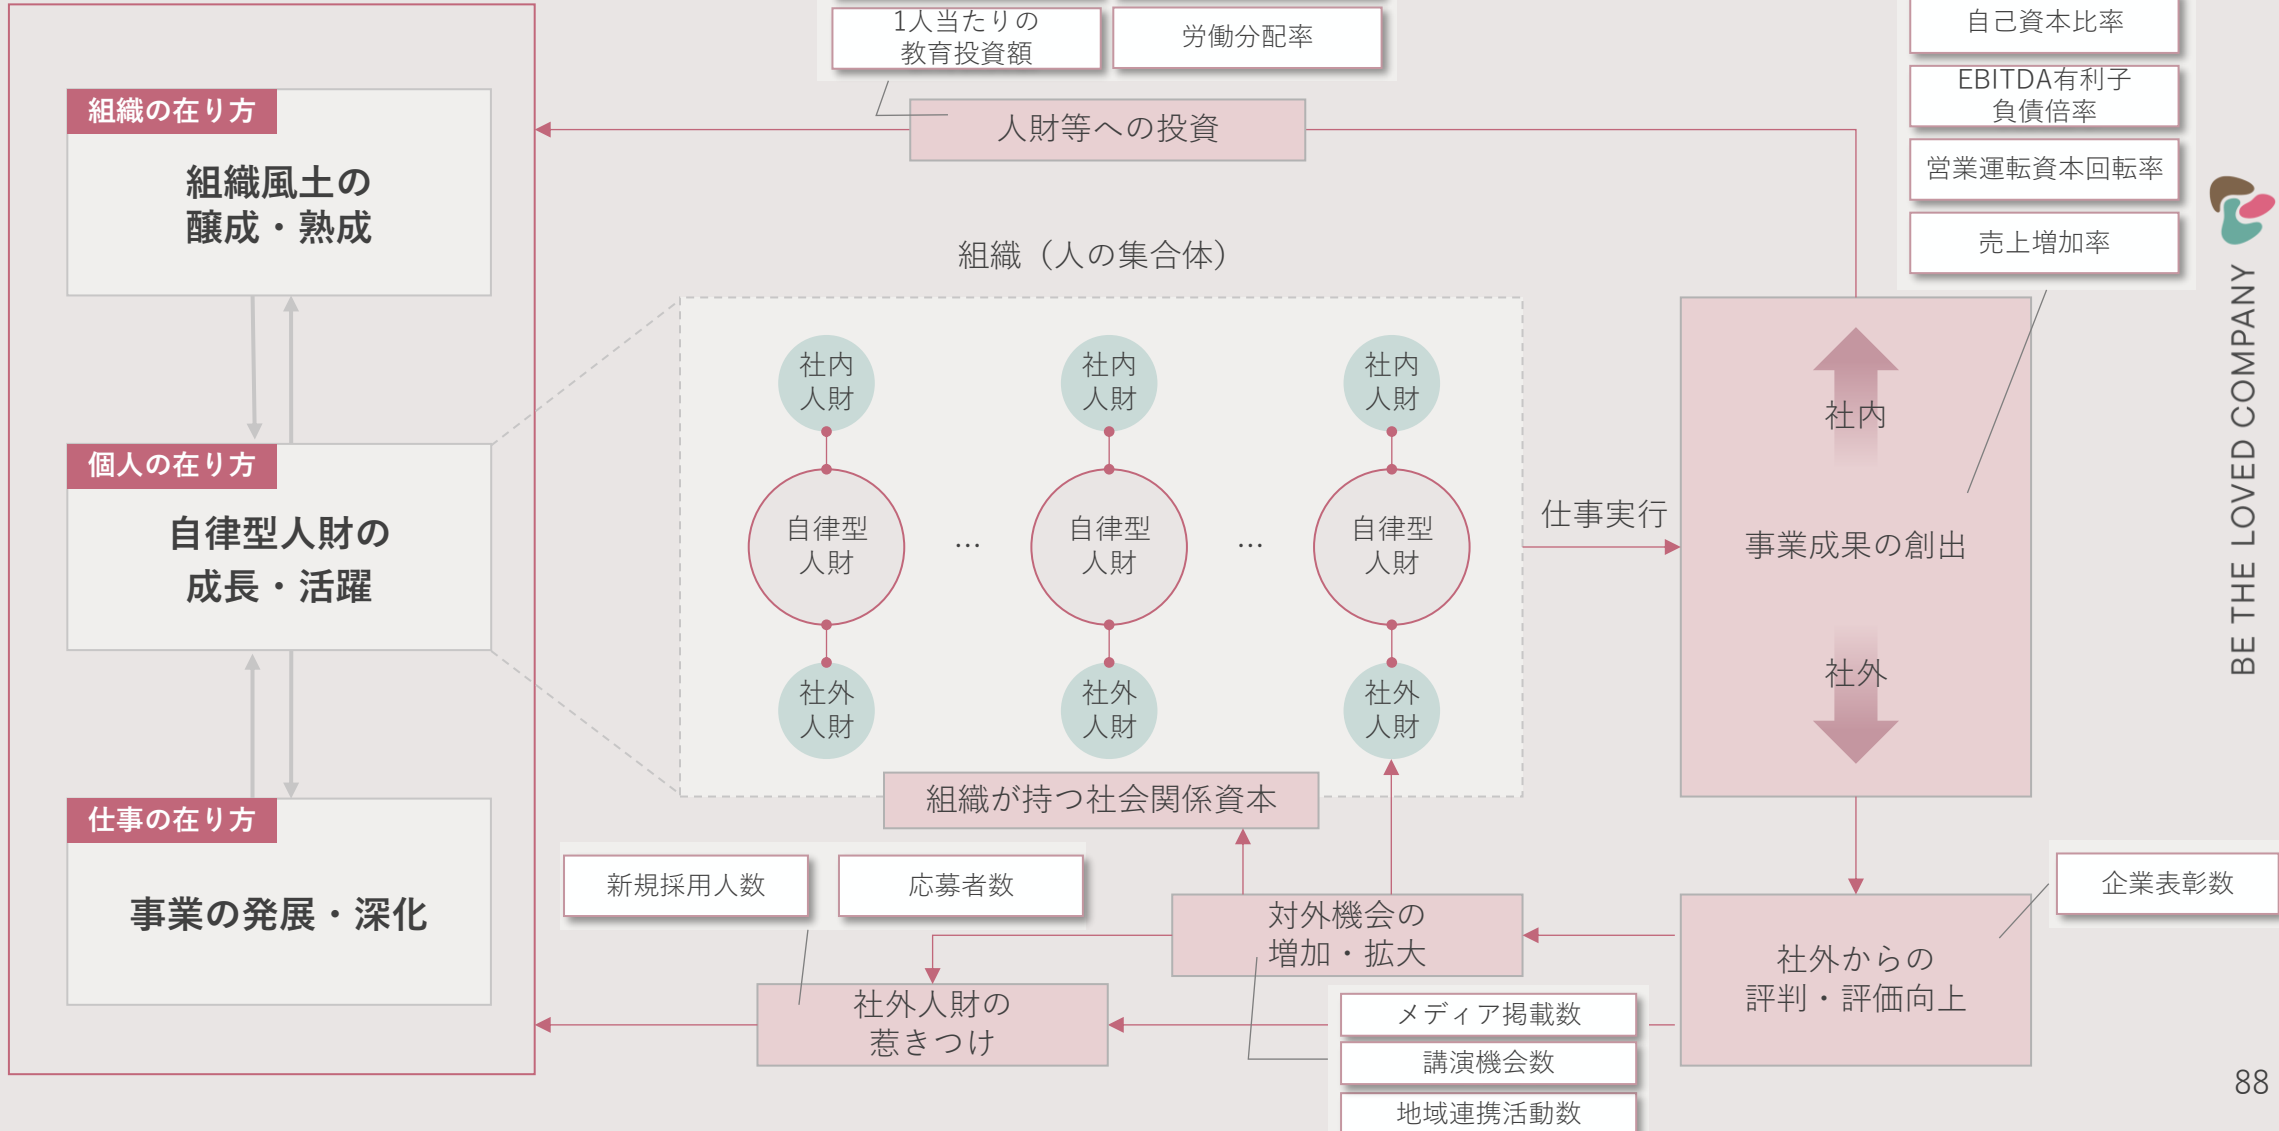 1人当たりの
教育投資額
労働分配率
自己資本比率
EBITDA有利子
負債倍率
営業運転資本回転率
売上増加率
人財等への投資
組織の在り方
組織風土の
醸成・熟成
個人の在り方
自律型人財の
成長・活躍
仕事の在り方
事業の発展・深化
組織（人の集合体）
社内
人財
社内
人財
社内
人財
自律型
人財
…
自律型
人財
…
自律型
人財
社外
人財
社外
人財
社外
人財
組織が持つ社会関係資本
仕事実行
社内
事業成果の創出
社外
新規採用人数
応募者数
対外機会の
増加・拡大
社外人財の
惹きつけ
メディア掲載数
講演機会数
地域連携活動数
社外からの
評判・評価向上
企業表彰数
BE THE LOVED COMPANY
88